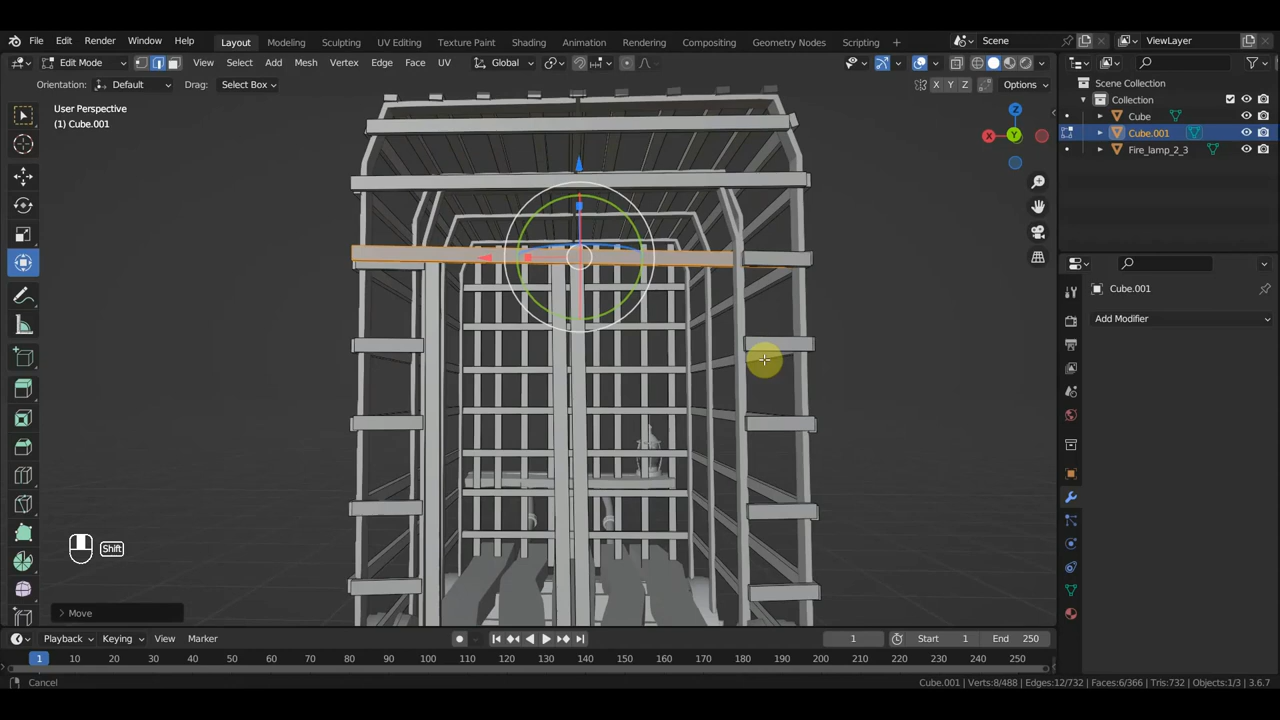 File Edit Render Window Help Layout Modeling Sculpting UV Editing Texture Paint Shading Animation Rendering Compositing Geometry Nodes Scripting + Scene ViewLayer
Edit Mode View Select Add Mesh Vertex Edge Face UV Global
Orientation: Default Drag: Select Box X Y Z Options
User Perspective
(1) Cube.001
Scene Collection
Collection
Cube
Cube.001
Fire_lamp_2_3
Z
X
Y
Cube.001
Add Modifier
Shift
> Move
Playback Keying View Marker 1 Start 1 End 250
1 10 20 30 40 50 60 70 80 90 100 110 120 130 140 150 160 170 180 190 200 210 220 230 240 250
Cancel Cube.001 | Verts:8/488 | Edges:12/732 | Faces:6/366 | Tris:732 | Objects:1/3 | 3.6.7